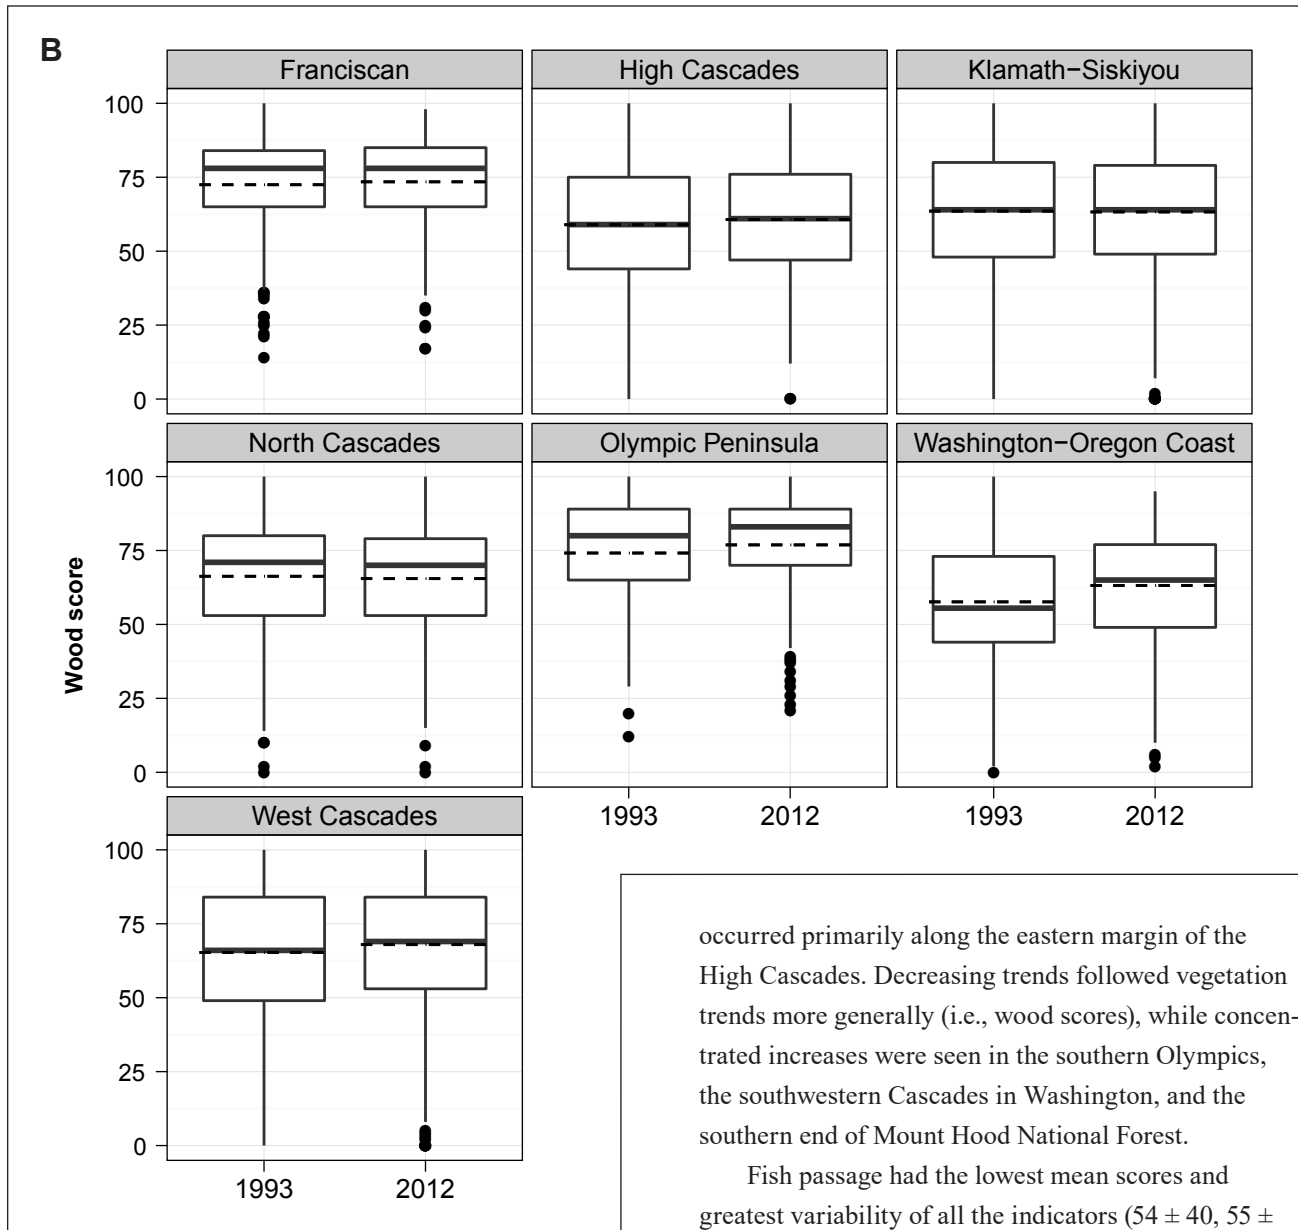 B
Franciscan
High Cascades
Klamath−Siskiyou
100
75
50
25
0
North Cascades
Olympic Peninsula
Washington−Oregon Coast
100
75
50
25
0
Wood score
1993
2012
1993
2012
West Cascades
100
75
50
25
0
1993
2012
occurred primarily along the eastern margin of the
High Cascades. Decreasing trends followed vegetation
trends more generally (i.e., wood scores), while concen-
trated increases were seen in the southern Olympics,
the southwestern Cascades in Washington, and the
southern end of Mount Hood National Forest.
Fish passage had the lowest mean scores and
greatest variability of all the indicators (54 ± 40, 55 ±